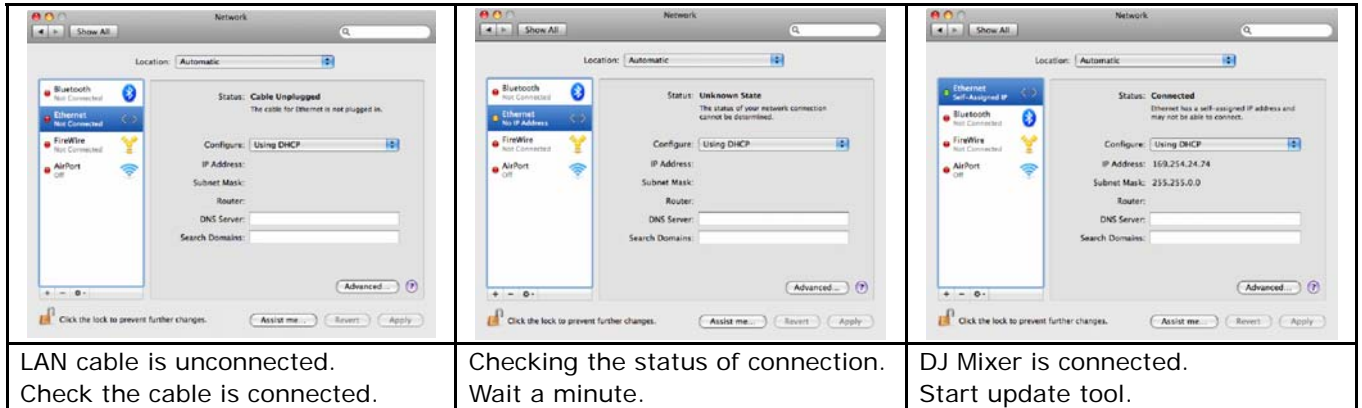 Network
Show All
Location: Automatic
Bluetooth
Not Connected
Ethernet
Not Connected
FireWire
Not Connected
AirPort
Off
Status: Cable Unplugged
The cable for Ethernet is not plugged in.
Configure: Using DHCP
IP Address:
Subnet Mask:
Router:
DNS Server:
Search Domains:
Advanced... ?
Click the lock to prevent further changes.
Assist me... Revert Apply
LAN cable is unconnected.
Check the cable is connected.
Network
Show All
Location: Automatic
Bluetooth
Not Connected
Ethernet
No IP Address
FireWire
Not Connected
AirPort
Off
Status: Unknown State
The status of your network connection
cannot be determined.
Configure: Using DHCP
IP Address:
Subnet Mask:
Router:
DNS Server:
Search Domains:
Advanced... ?
Click the lock to prevent further changes.
Assist me... Revert Apply
Checking the status of connection.
Wait a minute.
Network
Show All
Location: Automatic
Ethernet
Self-Assigned IP
Bluetooth
Not Connected
FireWire
Not Connected
AirPort
Off
Status: Connected
Ethernet has a self-assigned IP address and
may not be able to connect.
Configure: Using DHCP
IP Address: 169.254.24.74
Subnet Mask: 255.255.0.0
Router:
DNS Server:
Search Domains:
Advanced... ?
Click the lock to prevent further changes.
Assist me... Revert Apply
DJ Mixer is connected.
Start update tool.